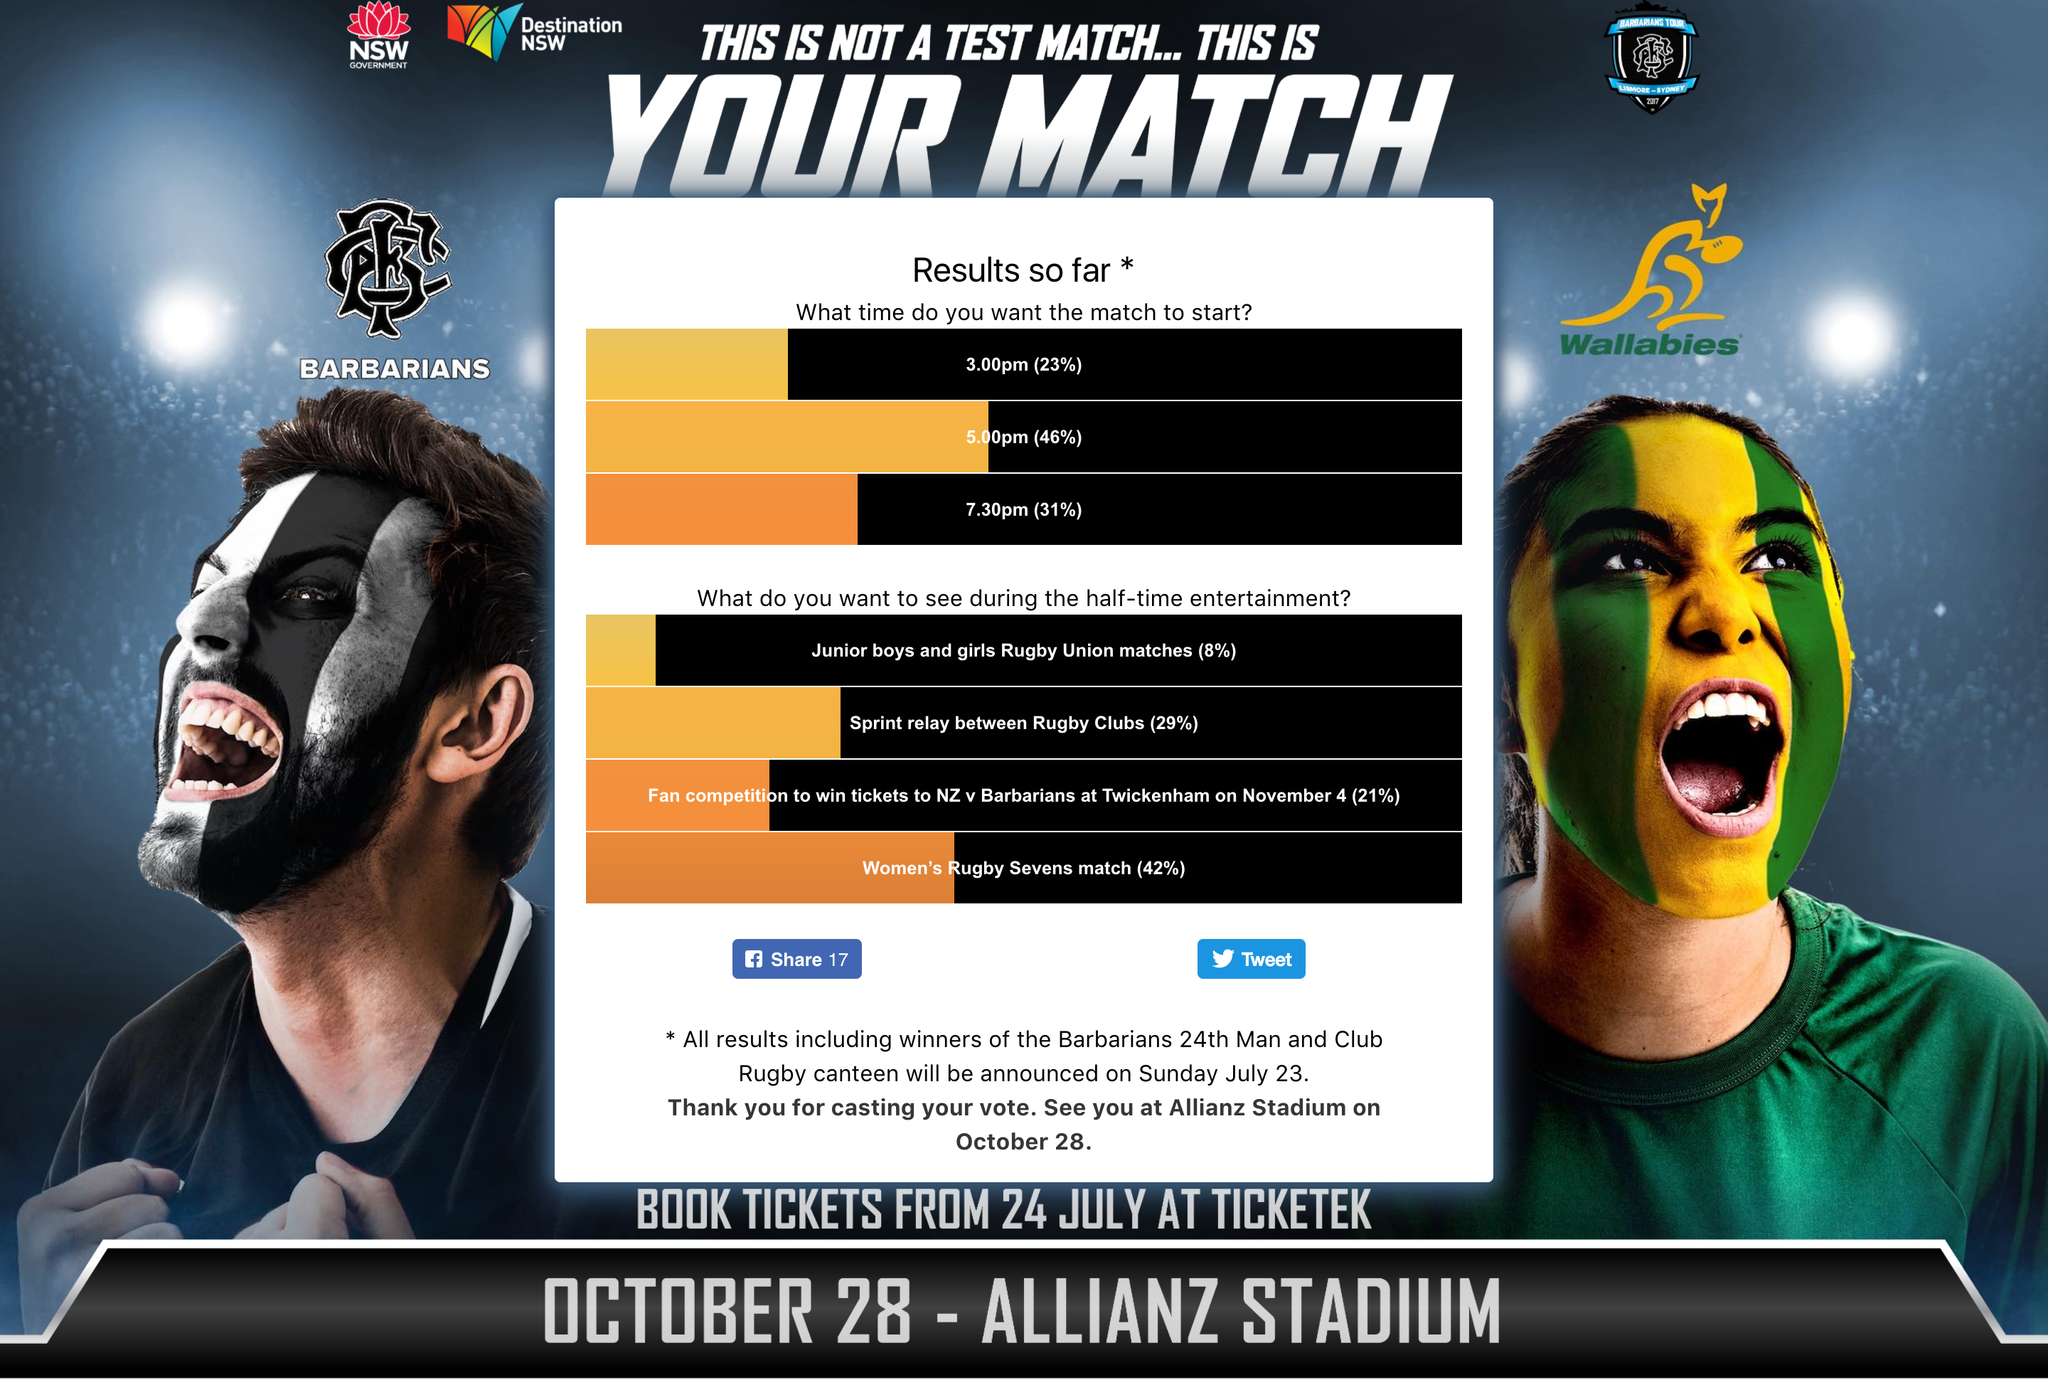 NSW
GOVERNMENT
Destination
NSW
THIS IS NOT A TEST MATCH... THIS IS
YOUR MATCH
BARBARIANS TOUR
LISMORE - SYDNEY
2017
BARBARIANS
Wallabies
Results so far *
What time do you want the match to start?
3.00pm (23%)
5.00pm (46%)
7.30pm (31%)
What do you want to see during the half-time entertainment?
Junior boys and girls Rugby Union matches (8%)
Sprint relay between Rugby Clubs (29%)
Fan competition to win tickets to NZ v Barbarians at Twickenham on November 4 (21%)
Women’s Rugby Sevens match (42%)
Share 17
Tweet
* All results including winners of the Barbarians 24th Man and Club
Rugby canteen will be announced on Sunday July 23.
Thank you for casting your vote. See you at Allianz Stadium on
October 28.
BOOK TICKETS FROM 24 JULY AT TICKETEK
OCTOBER 28 - ALLIANZ STADIUM